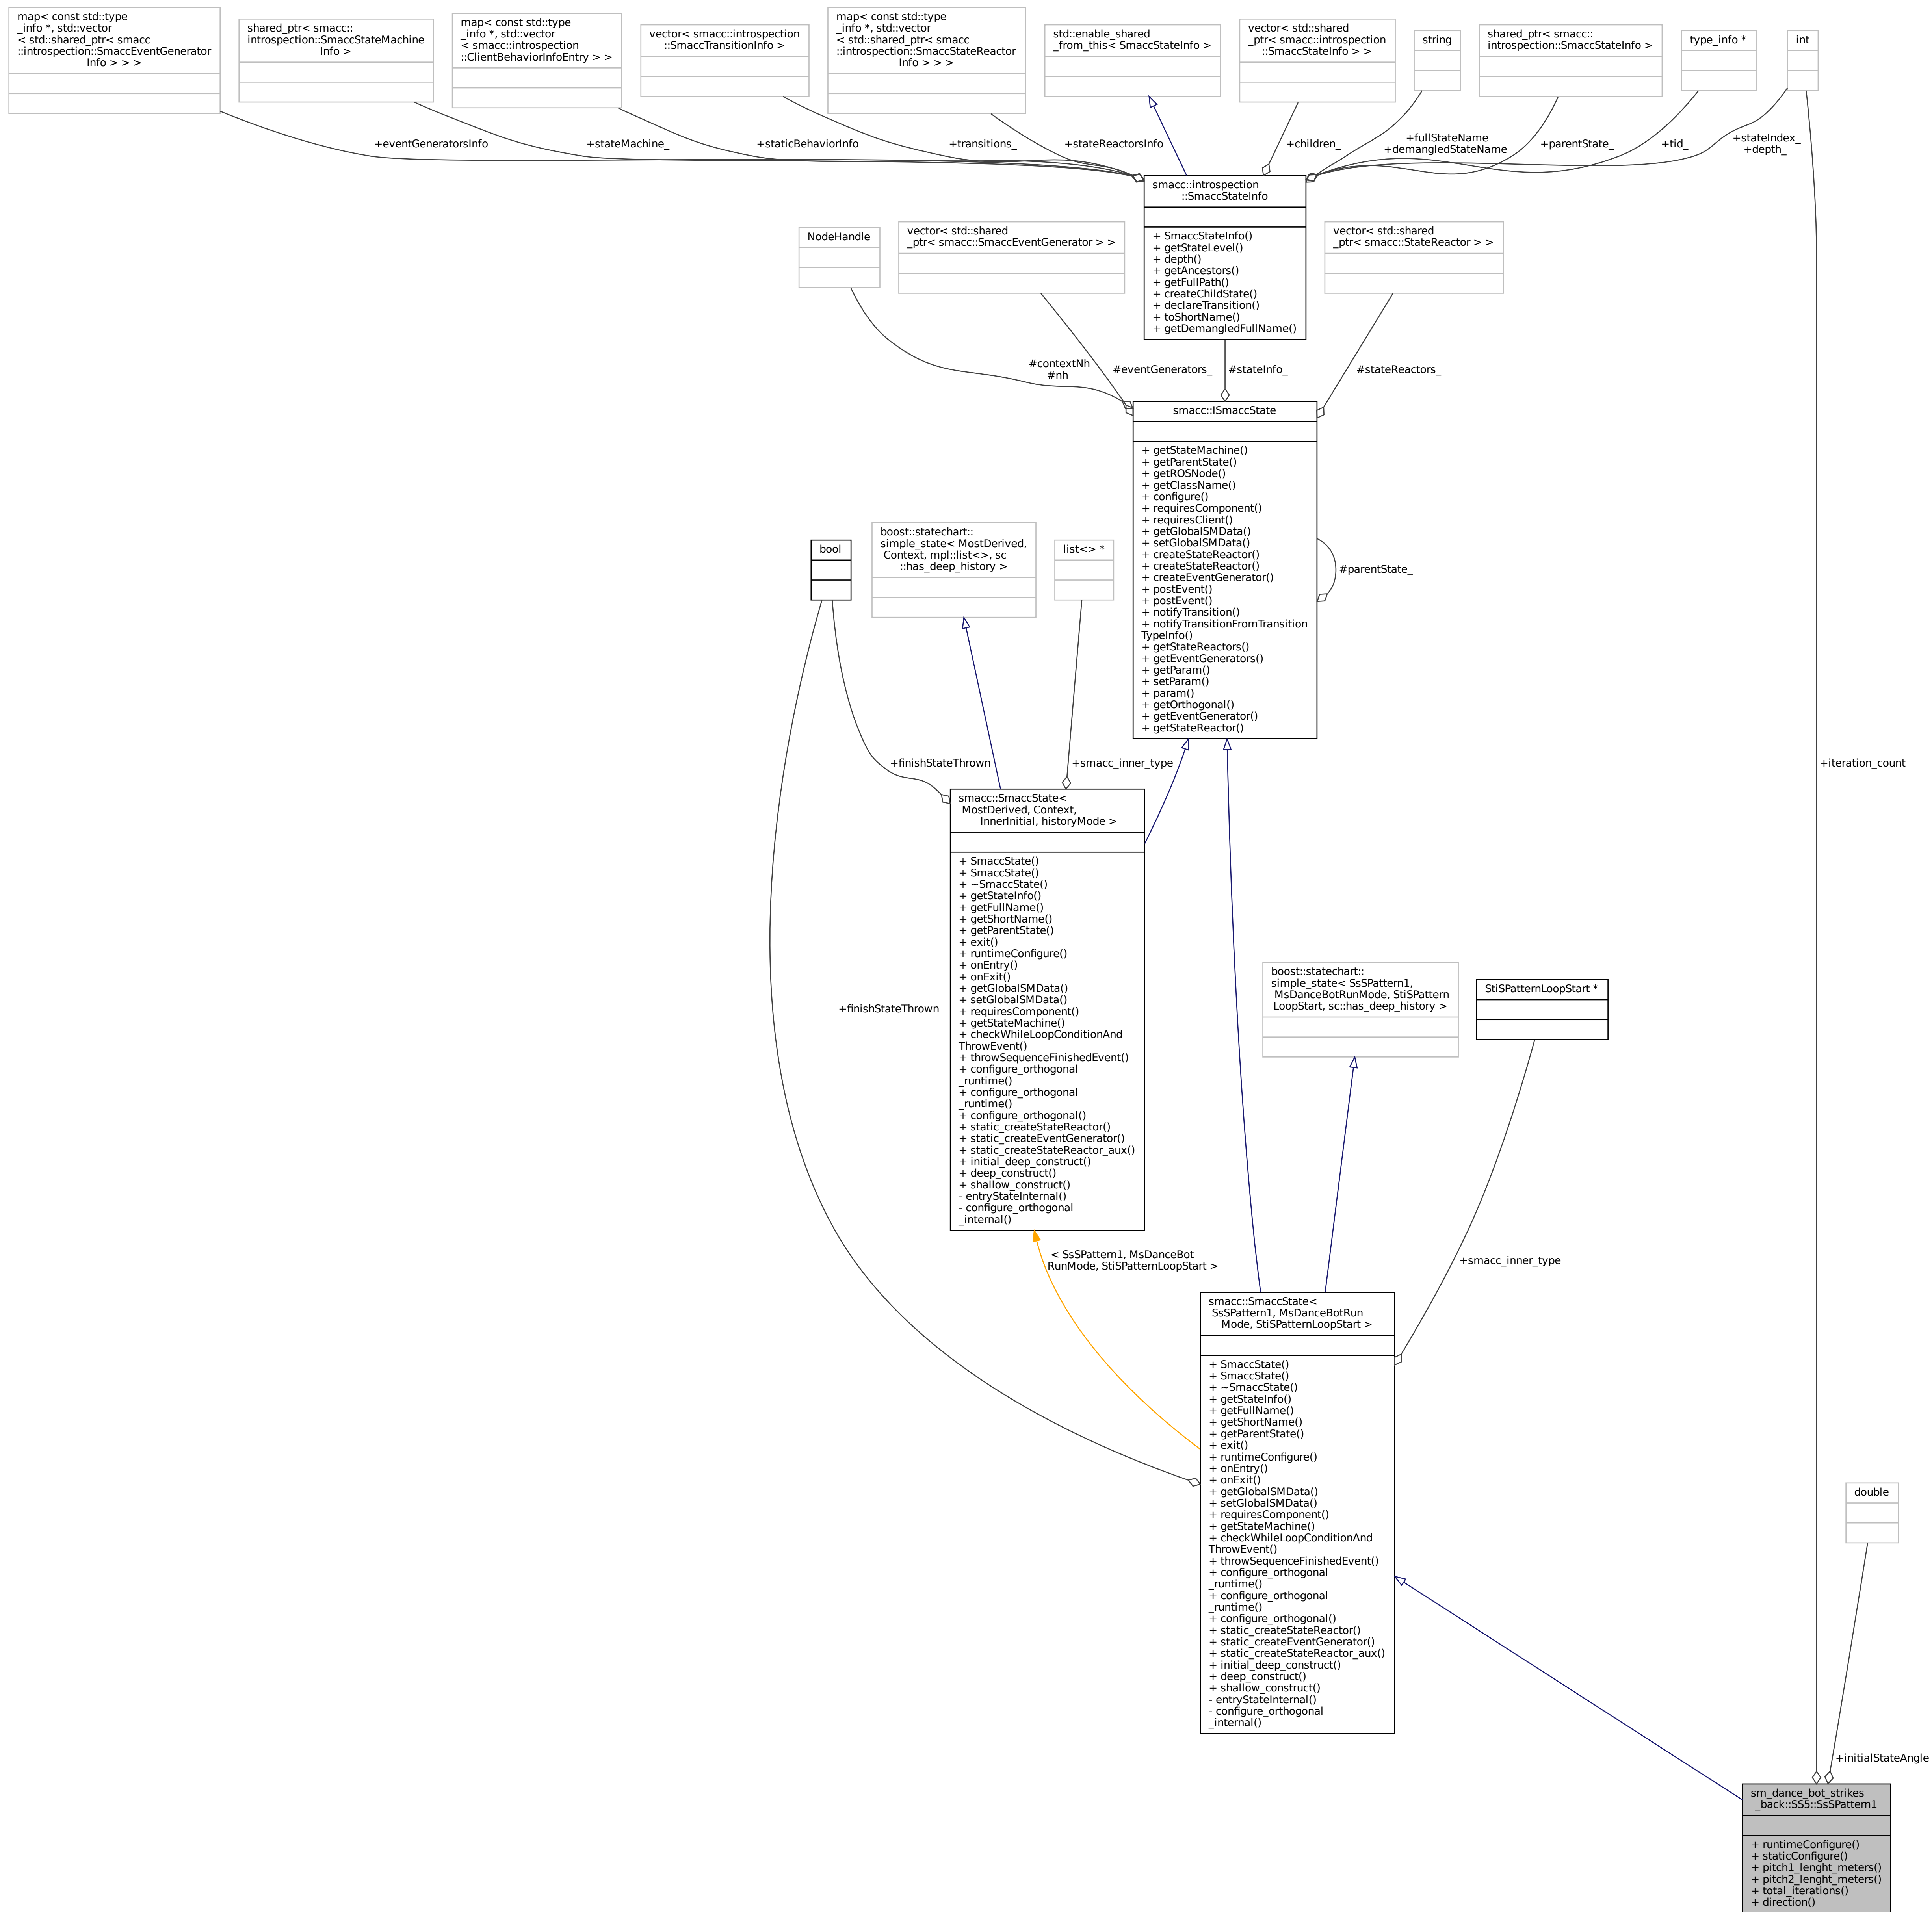 map< const std::type
_info *, std::vector
< std::shared_ptr< smacc
::introspection::SmaccEventGenerator
Info > > >
shared_ptr< smacc::
introspection::SmaccStateMachine
Info >
map< const std::type
_info *, std::vector
< smacc::introspection
::ClientBehaviorInfoEntry > >
vector< smacc::introspection
::SmaccTransitionInfo >
map< const std::type
_info *, std::vector
< std::shared_ptr< smacc
::introspection::SmaccStateReactor
Info > > >
std::enable_shared
_from_this< SmaccStateInfo >
vector< std::shared
_ptr< smacc::introspection
::SmaccStateInfo > >
string
shared_ptr< smacc::
introspection::SmaccStateInfo >
type_info *
int
+eventGeneratorsInfo
+stateMachine_
+staticBehaviorInfo
+transitions_
+stateReactorsInfo
+children_
+fullStateName
+demangledStateName
+parentState_
+tid_
+stateIndex_
+depth_
smacc::introspection
::SmaccStateInfo
+ SmaccStateInfo()
+ getStateLevel()
+ depth()
+ getAncestors()
+ getFullPath()
+ createChildState()
+ declareTransition()
+ toShortName()
+ getDemangledFullName()
NodeHandle
vector< std::shared
_ptr< smacc::SmaccEventGenerator > >
vector< std::shared
_ptr< smacc::StateReactor > >
#contextNh
#nh
#eventGenerators_
#stateInfo_
#stateReactors_
smacc::ISmaccState
+ getStateMachine()
+ getParentState()
+ getROSNode()
+ getClassName()
+ configure()
+ requiresComponent()
+ requiresClient()
+ getGlobalSMData()
+ setGlobalSMData()
+ createStateReactor()
+ createStateReactor()
+ createEventGenerator()
+ postEvent()
+ postEvent()
+ notifyTransition()
+ notifyTransitionFromTransition
TypeInfo()
+ getStateReactors()
+ getEventGenerators()
+ getParam()
+ setParam()
+ param()
+ getOrthogonal()
+ getEventGenerator()
+ getStateReactor()
#parentState_
bool
boost::statechart::
simple_state< MostDerived,
Context, mpl::list<>, sc
::has_deep_history >
list<> *
+finishStateThrown
+smacc_inner_type
+iteration_count
smacc::SmaccState<
MostDerived, Context,
InnerInitial, historyMode >
+ SmaccState()
+ SmaccState()
+ ~SmaccState()
+ getStateInfo()
+ getFullName()
+ getShortName()
+ getParentState()
+ exit()
+ runtimeConfigure()
+ onEntry()
+ onExit()
+ getGlobalSMData()
+ setGlobalSMData()
+ requiresComponent()
+ getStateMachine()
+ checkWhileLoopConditionAnd
ThrowEvent()
+ throwSequenceFinishedEvent()
+ configure_orthogonal
_runtime()
+ configure_orthogonal
_runtime()
+ configure_orthogonal()
+ static_createStateReactor()
+ static_createEventGenerator()
+ static_createStateReactor_aux()
+ initial_deep_construct()
+ deep_construct()
+ shallow_construct()
- entryStateInternal()
- configure_orthogonal
_internal()
+finishStateThrown
boost::statechart::
simple_state< SsSPattern1,
MsDanceBotRunMode, StiSPattern
LoopStart, sc::has_deep_history >
StiSPatternLoopStart *
< SsSPattern1, MsDanceBot
RunMode, StiSPatternLoopStart >
+smacc_inner_type
smacc::SmaccState<
SsSPattern1, MsDanceBotRun
Mode, StiSPatternLoopStart >
+ SmaccState()
+ SmaccState()
+ ~SmaccState()
+ getStateInfo()
+ getFullName()
+ getShortName()
+ getParentState()
+ exit()
+ runtimeConfigure()
+ onEntry()
+ onExit()
+ getGlobalSMData()
+ setGlobalSMData()
+ requiresComponent()
+ getStateMachine()
+ checkWhileLoopConditionAnd
ThrowEvent()
+ throwSequenceFinishedEvent()
+ configure_orthogonal
_runtime()
+ configure_orthogonal
_runtime()
+ configure_orthogonal()
+ static_createStateReactor()
+ static_createEventGenerator()
+ static_createStateReactor_aux()
+ initial_deep_construct()
+ deep_construct()
+ shallow_construct()
- entryStateInternal()
- configure_orthogonal
_internal()
double
+initialStateAngle
sm_dance_bot_strikes
_back::SS5::SsSPattern1
+ runtimeConfigure()
+ staticConfigure()
+ pitch1_lenght_meters()
+ pitch2_lenght_meters()
+ total_iterations()
+ direction()